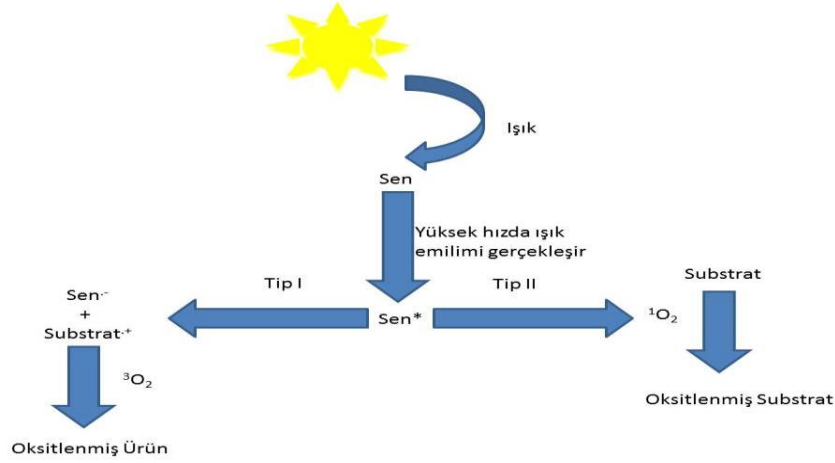 Işık
Sen
Yüksek hızda ışık
emilimi gerçekleşir
Tip I
Tip II
Sen·-
+
Substrat·+
Sen*
¹O₂
Substrat
³O₂
Oksitlenmiş Substrat
Oksitlenmiş Ürün